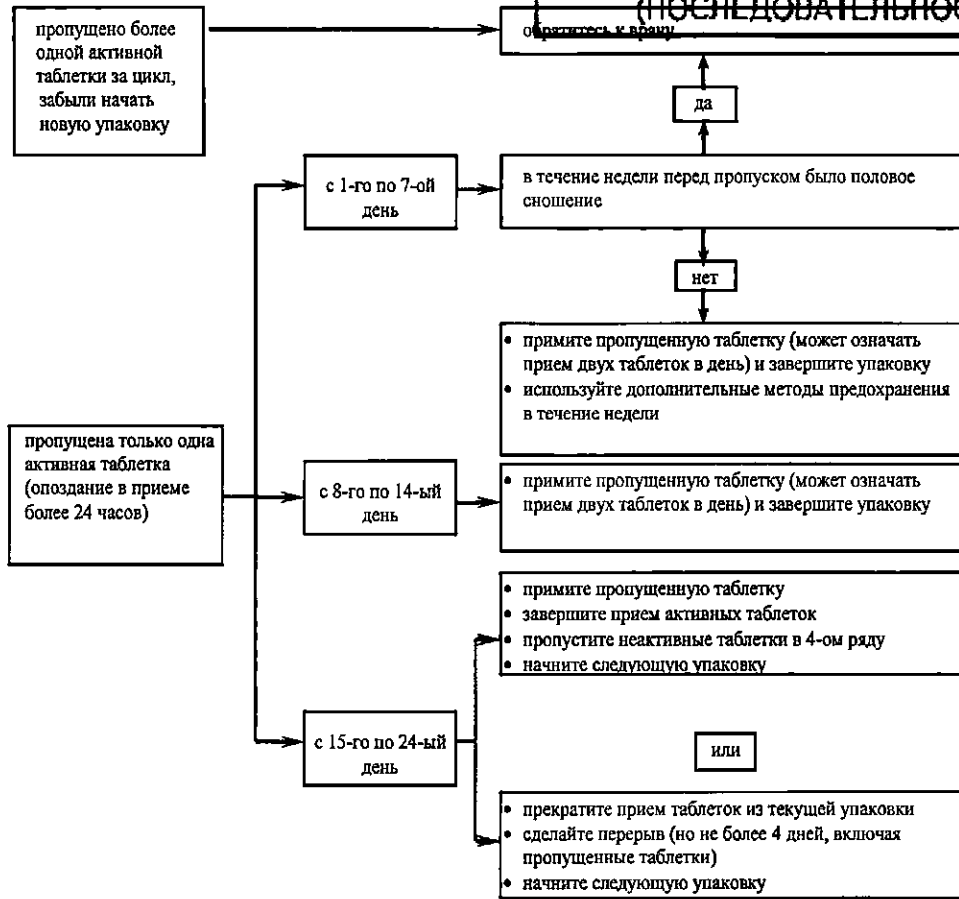 (ПОСЛЕДОВАТЕЛЬНОС
пропущено более
одной активной
таблетки за цикл,
забыли начать
новую упаковку
обратитесь к врачу
да
с 1-го по 7-ой
день
в течение недели перед пропуском было половое
сношение
нет
• примите пропущенную таблетку (может означать
прием двух таблеток в день) и завершите упаковку
• используйте дополнительные методы предохранения
в течение недели
пропущена только одна
активная таблетка
(опоздание в приеме
более 24 часов)
с 8-го по 14-ый
день
• примите пропущенную таблетку (может означать
прием двух таблеток в день) и завершите упаковку
• примите пропущенную таблетку
• завершите прием активных таблеток
• пропустите неактивные таблетки в 4-ом ряду
• начните следующую упаковку
с 15-го по 24-ый
день
или
• прекратите прием таблеток из текущей упаковки
• сделайте перерыв (но не более 4 дней, включая
пропущенные таблетки)
• начните следующую упаковку